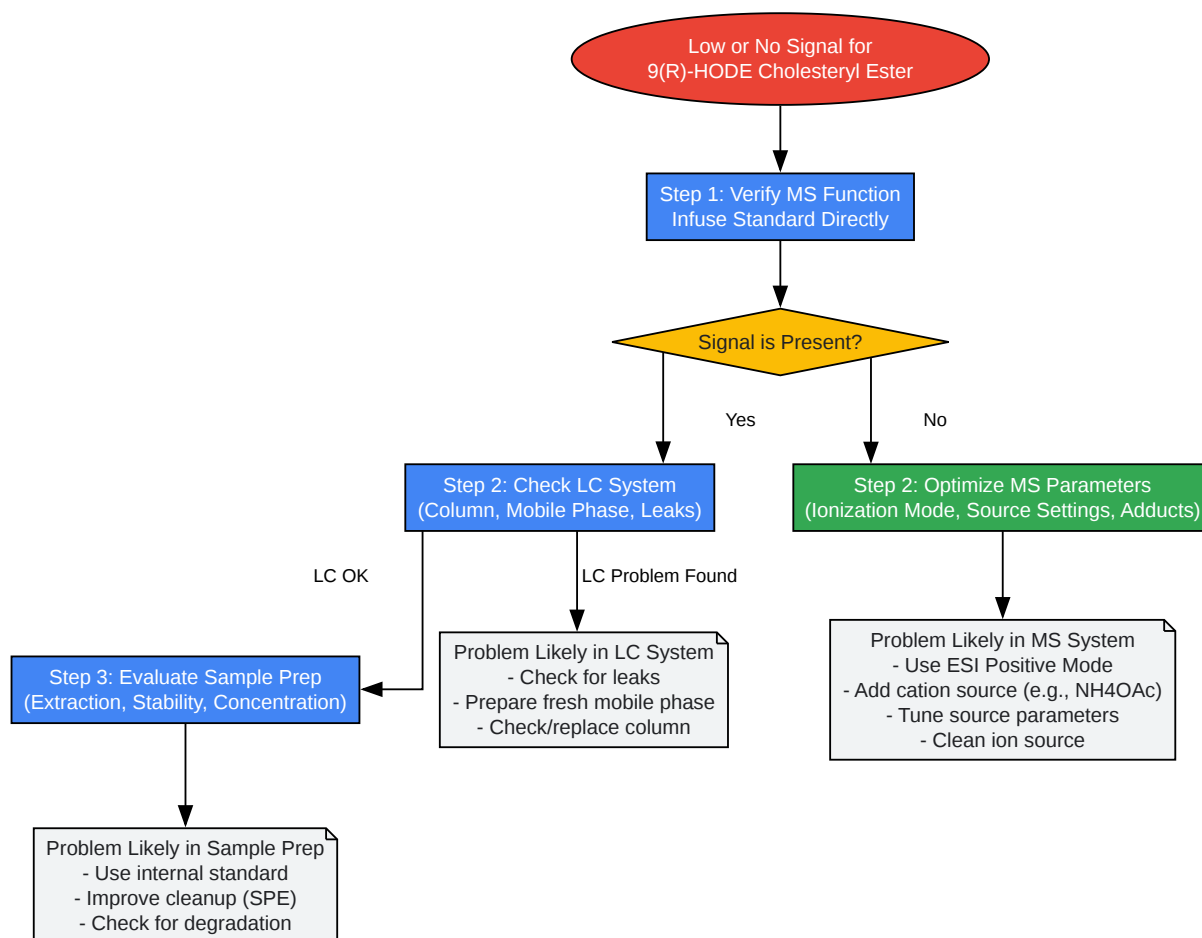 Low or No Signal for
9(R)-HODE Cholesteryl Ester
Step 1: Verify MS Function
Infuse Standard Directly
Signal is Present?
Yes
No
Step 2: Check LC System
(Column, Mobile Phase, Leaks)
Step 2: Optimize MS Parameters
(Ionization Mode, Source Settings, Adducts)
LC OK
LC Problem Found
Problem Likely in LC System
- Check for leaks
- Prepare fresh mobile phase
- Check/replace column
Problem Likely in MS System
- Use ESI Positive Mode
- Add cation source (e.g., NH4OAc)
- Tune source parameters
- Clean ion source
Step 3: Evaluate Sample Prep
(Extraction, Stability, Concentration)
Problem Likely in Sample Prep
- Use internal standard
- Improve cleanup (SPE)
- Check for degradation